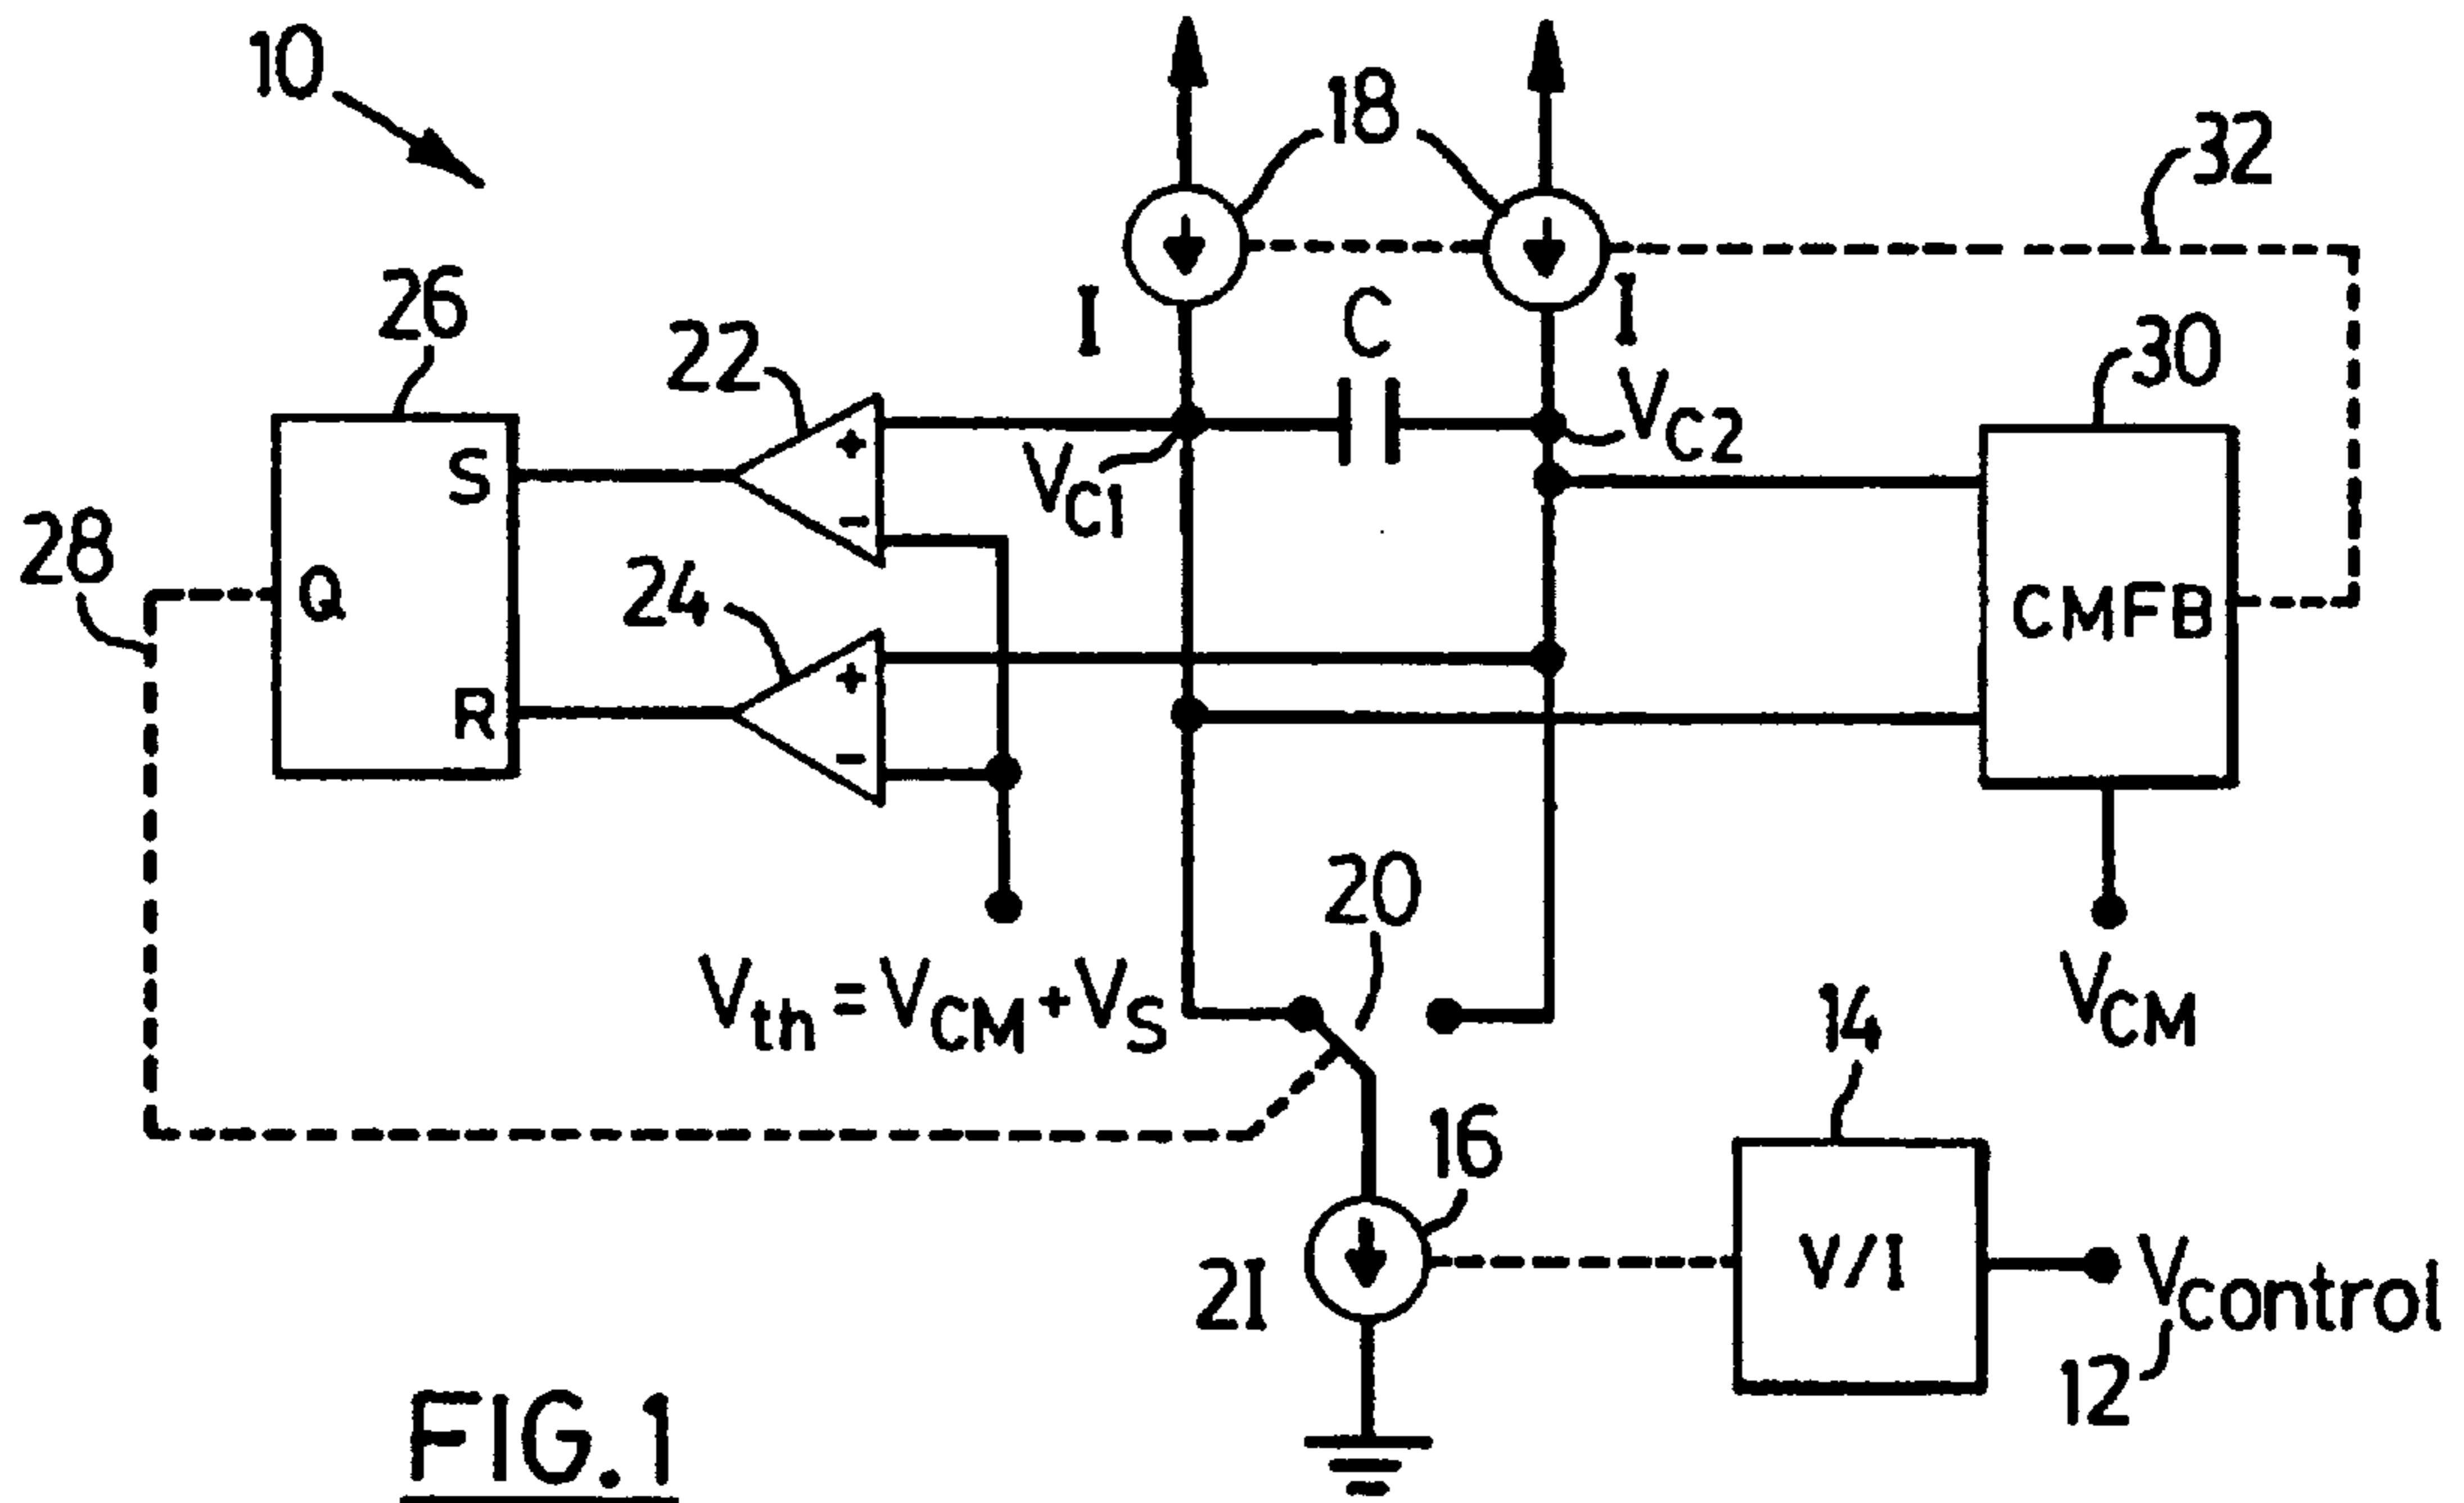 10
18
32
26
22
I
C
I
30
VC2
S
+
VC1
-
28
24
Q
CMFB
+
R
-
20
Vth = VCM + VS
VCM
14
16
2I
V/I
Vcontrol
12
FIG.1